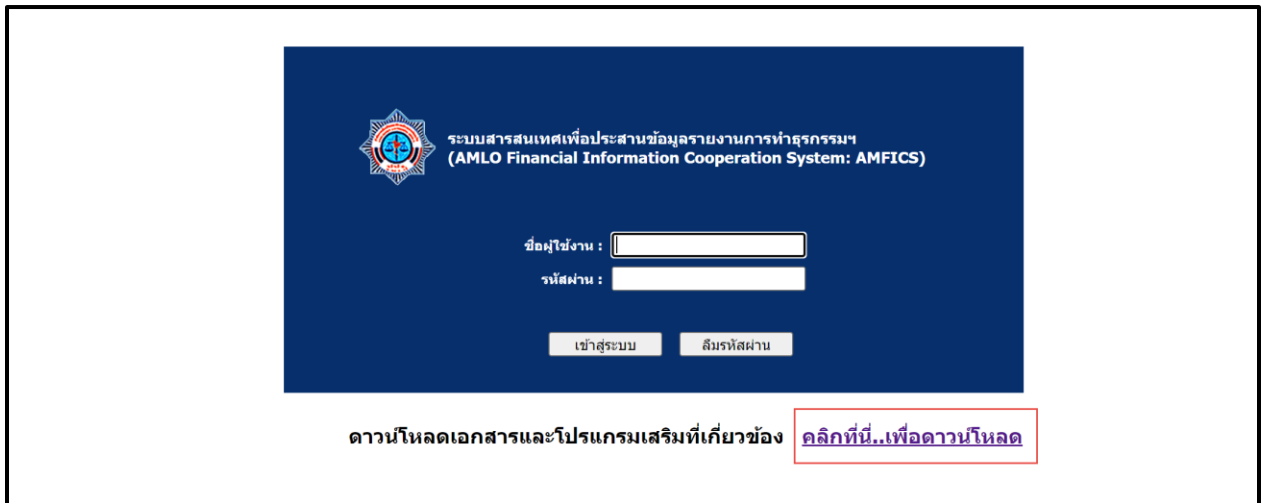 ระบบสารสนเทศเพื่อประสานข้อมูลรายงานการทำธุรกรรมฯ
(AMLO Financial Information Cooperation System: AMFICS)
ชื่อผู้ใช้งาน :
รหัสผ่าน :
เข้าสู่ระบบ ลืมรหัสผ่าน
ดาวน์โหลดเอกสารและโปรแกรมเสริมที่เกี่ยวข้อง คลิกที่นี่..เพื่อดาวน์โหลด